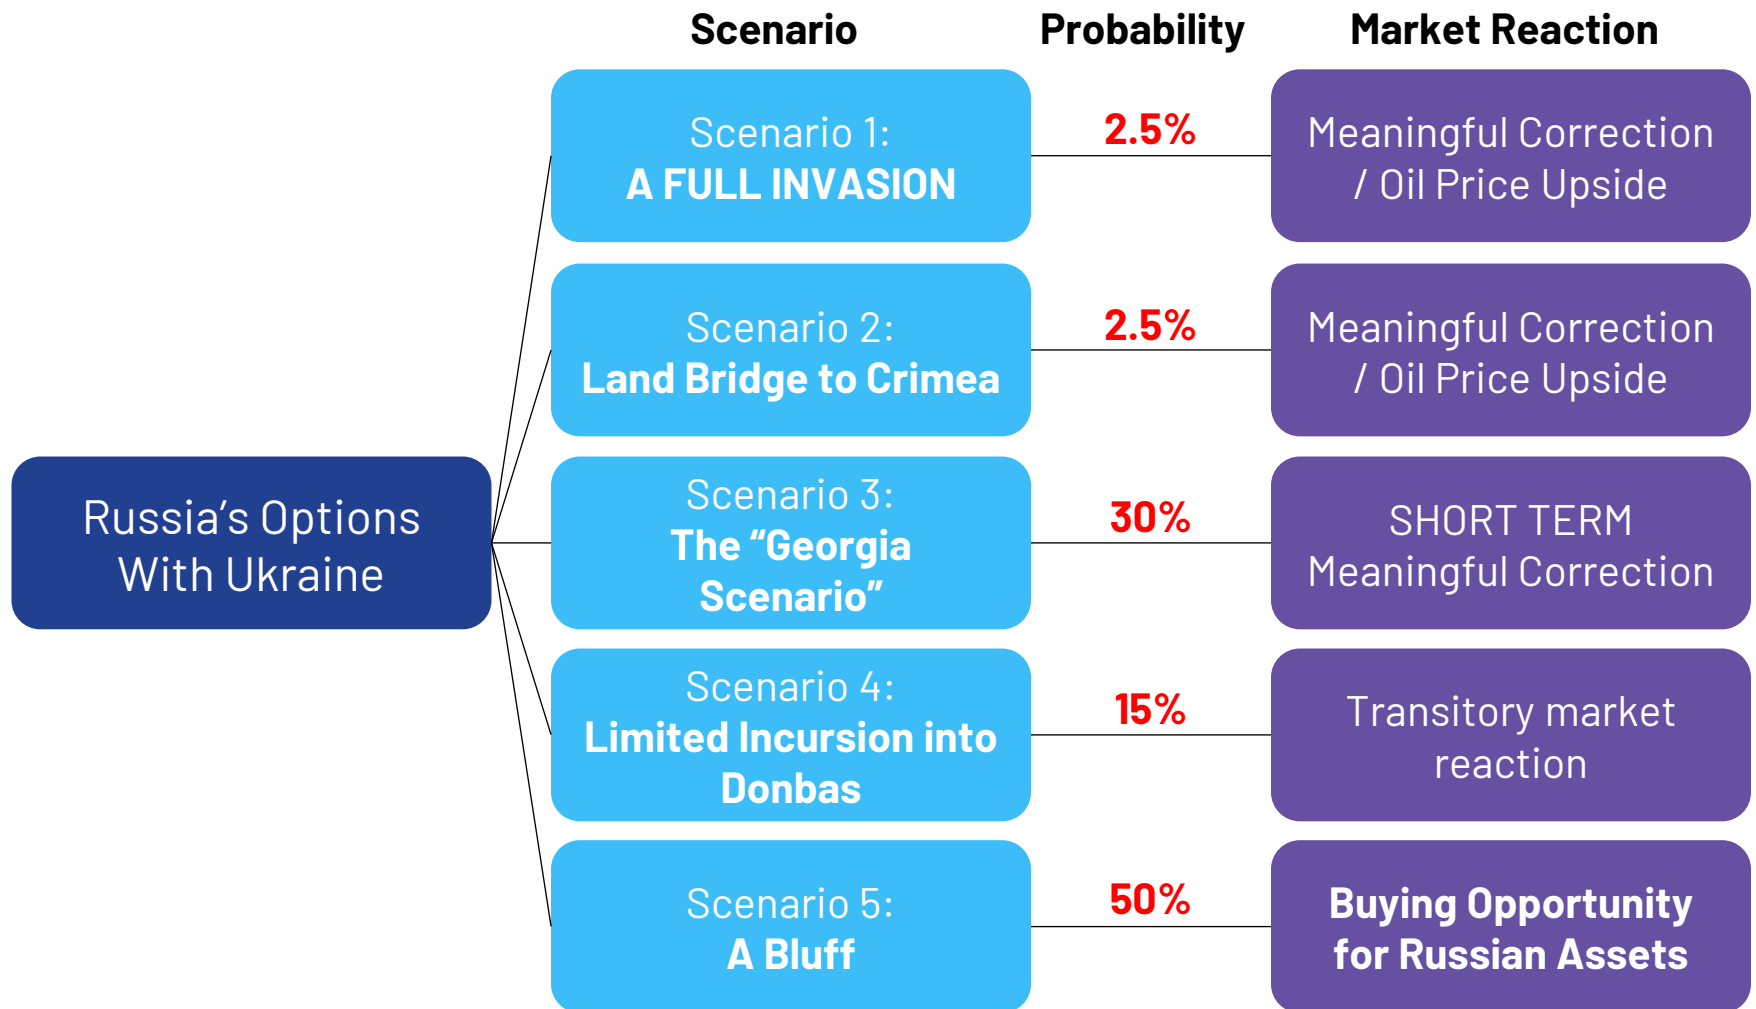 Scenario
Probability
Market Reaction
Scenario 1:
A FULL INVASION
2.5%
Meaningful Correction
/ Oil Price Upside
Scenario 2:
Land Bridge to Crimea
2.5%
Meaningful Correction
/ Oil Price Upside
Russia’s Options
With Ukraine
Scenario 3:
The “Georgia
Scenario”
30%
SHORT TERM
Meaningful Correction
Scenario 4:
Limited Incursion into
Donbas
15%
Transitory market
reaction
Scenario 5:
A Bluff
50%
Buying Opportunity
for Russian Assets